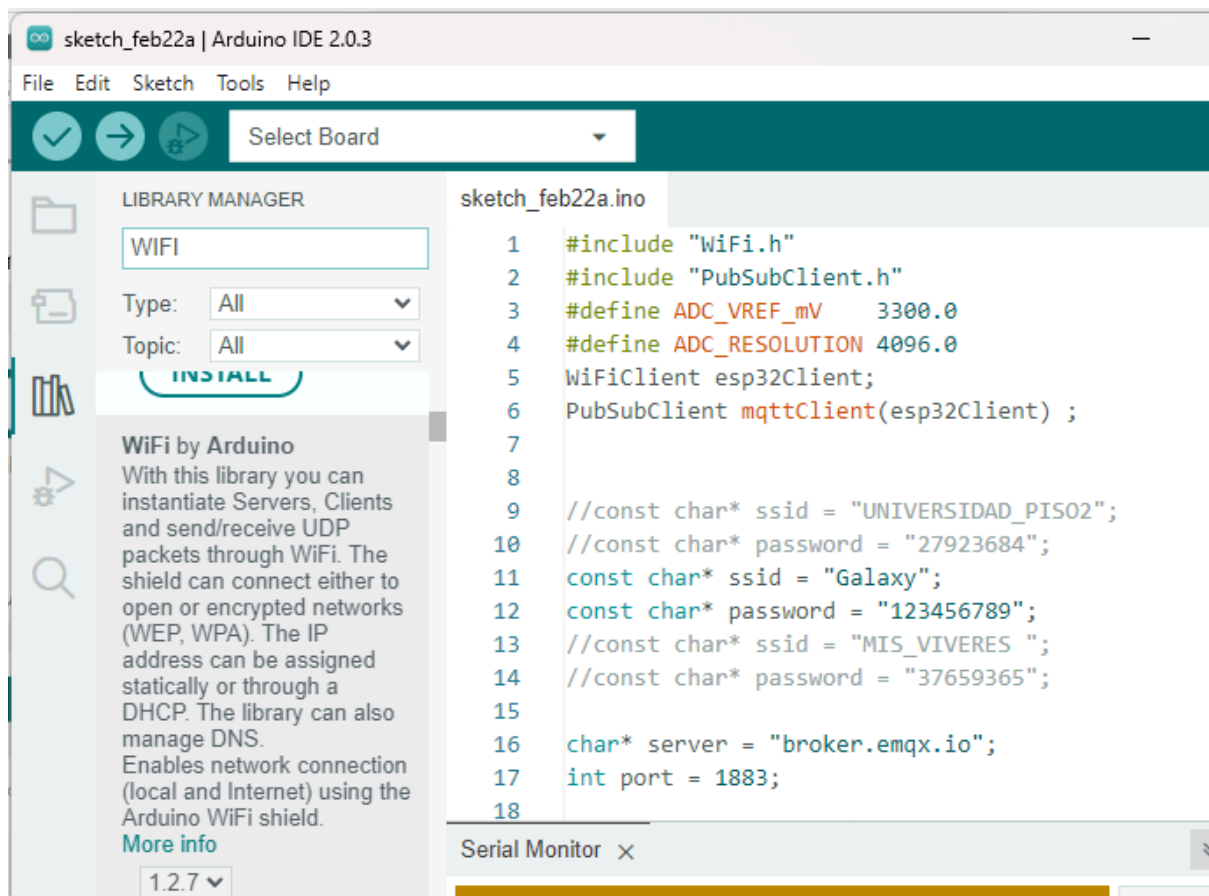 sketch_feb22a | Arduino IDE 2.0.3
File Edit Sketch Tools Help
Select Board
LIBRARY MANAGER
WIFI
Type: All
Topic: All
INSTALL
WiFi by Arduino
With this library you can
instantiate Servers, Clients
and send/receive UDP
packets through WiFi. The
shield can connect either to
open or encrypted networks
(WEP, WPA). The IP
address can be assigned
statically or through a
DHCP. The library can also
manage DNS.
Enables network connection
(local and Internet) using the
Arduino WiFi shield.
More info
1.2.7
sketch_feb22a.ino
1 #include "WiFi.h"
2 #include "PubSubClient.h"
3 #define ADC_VREF_mV    3300.0
4 #define ADC_RESOLUTION 4096.0
5 WiFiClient esp32Client;
6 PubSubClient mqttClient(esp32Client) ;
7
8
9 //const char* ssid = "UNIVERSIDAD_PISO2";
10 //const char* password = "27923684";
11 const char* ssid = "Galaxy";
12 const char* password = "123456789";
13 //const char* ssid = "MIS_VIVERES ";
14 //const char* password = "37659365";
15
16 char* server = "broker.emqx.io";
17 int port = 1883;
18
Serial Monitor